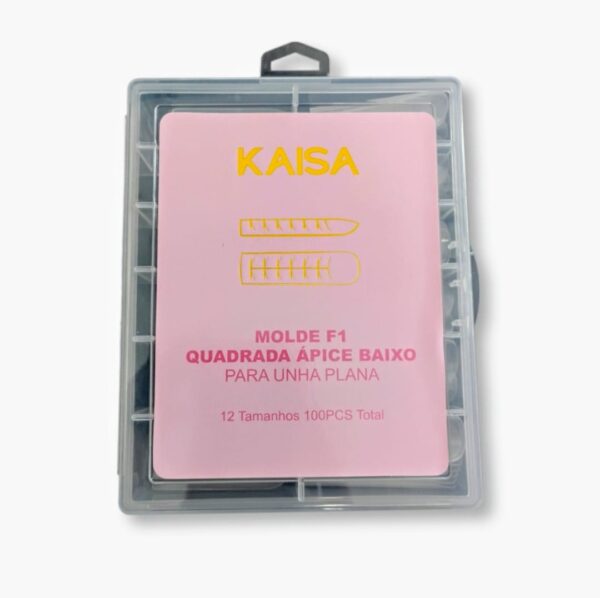 KAISA
MOLDE F1
QUADRADA ÁPICE BAIXO
PARA UNHA PLANA
12 Tamanhos 100PCS Total